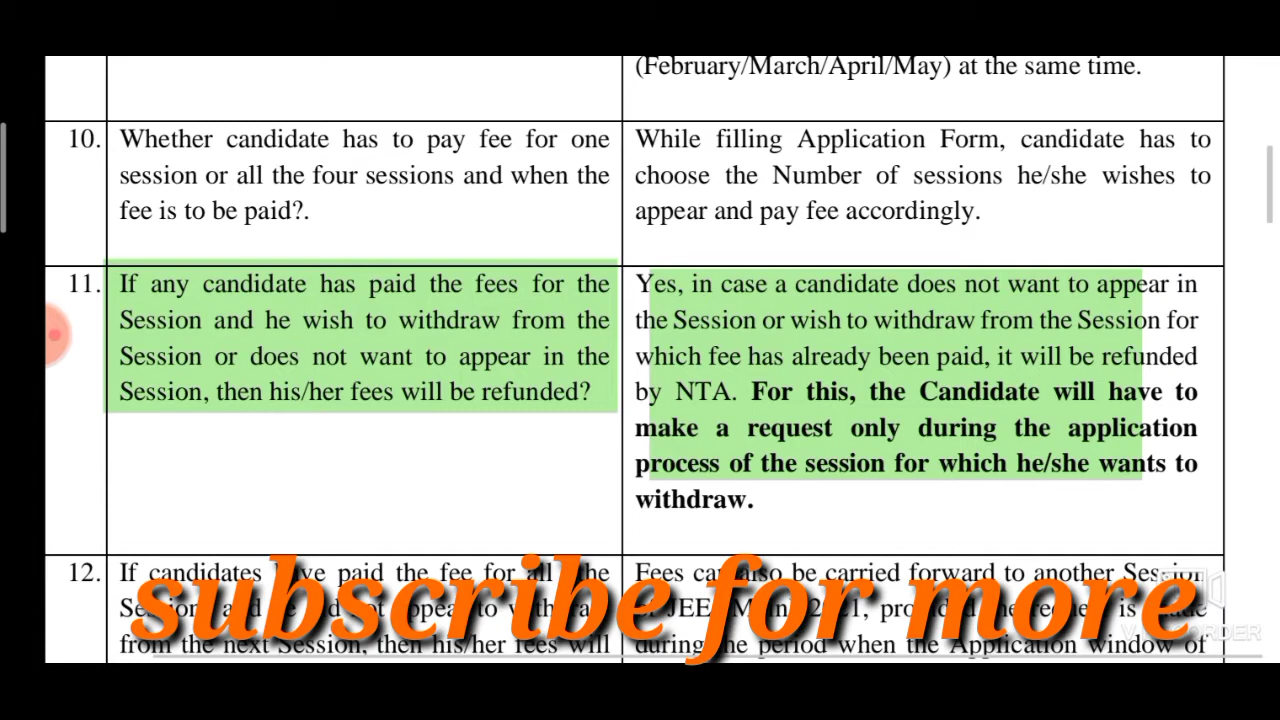 (February/March/April/May) at the same time.
10. Whether candidate has to pay fee for one
session or all the four sessions and when the
fee is to be paid?.
While filling Application Form, candidate has to
choose the Number of sessions he/she wishes to
appear and pay fee accordingly.
11. If any candidate has paid the fees for the
Session and he wish to withdraw from the
Session or does not want to appear in the
Session, then his/her fees will be refunded?
Yes, in case a candidate does not want to appear in
the Session or wish to withdraw from the Session for
which fee has already been paid, it will be refunded
by NTA. For this, the Candidate will have to
make a request only during the application
process of the session for which he/she wants to
withdraw.
12. If candidates have paid the fee for all the
from the next Session, then his/her fees will
Fees can also be carried forward to another Session
during the period when the Application window of
subscribe for more